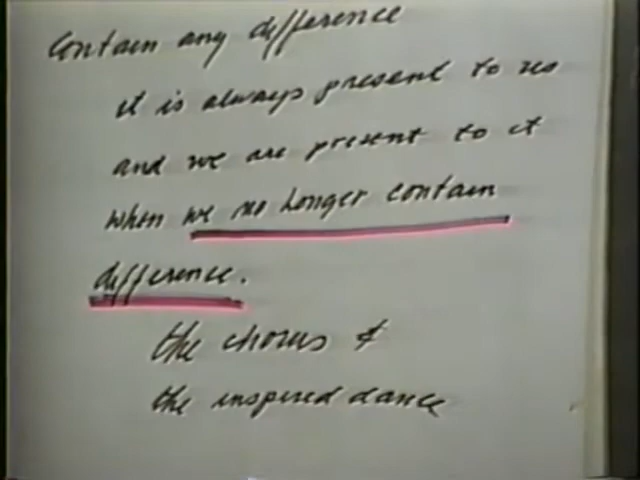 contain any difference
it is always present to us
and we are present to it
when we no longer contain
difference.
the chorus &
the inspired dance